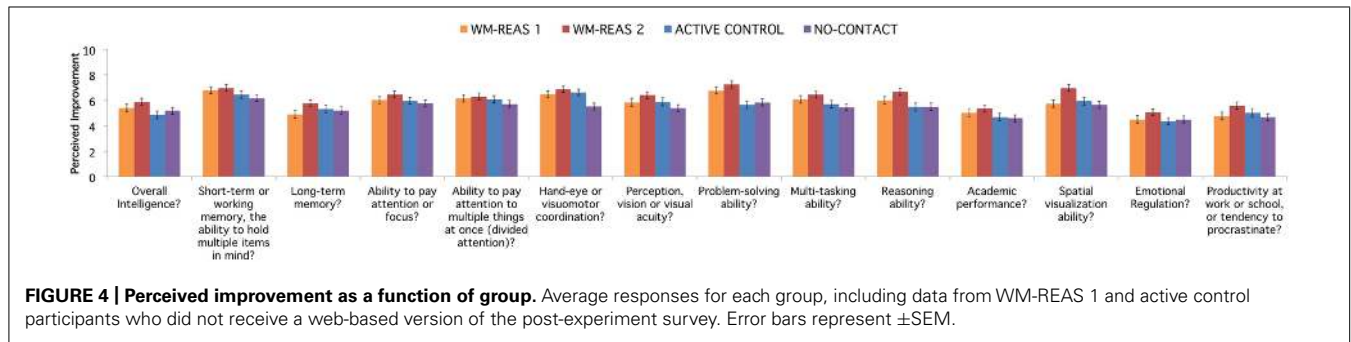 WM-REAS 1 WM-REAS 2 ACTIVE CONTROL NO-CONTACT
Perceived Improvement
10
8
6
4
2
0
Overall Intelligence?
Short-term or working memory, the ability to hold multiple items in mind?
Long-term memory?
Ability to pay attention or focus?
Ability to pay attention to multiple things at once (divided attention)?
Hand-eye or visuomotor coordination?
Perception, vision or visual acuity?
Problem-solving ability?
Multi-tasking ability?
Reasoning ability?
Academic performance?
Spatial visualization ability?
Emotional Regulation?
Productivity at work or school, or tendency to procrastinate?
FIGURE 4 | Perceived improvement as a function of group. Average responses for each group, including data from WM-REAS 1 and active control
participants who did not receive a web-based version of the post-experiment survey. Error bars represent ±SEM.